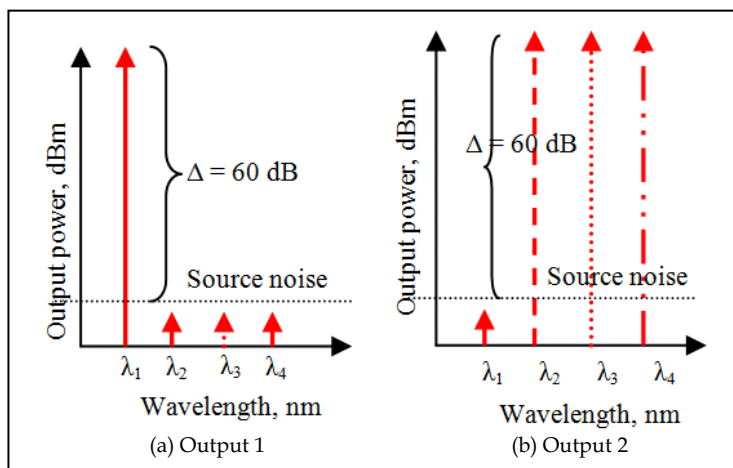 Output power, dBm
Δ = 60 dB
Source noise
λ1 λ2 λ3 λ4
Wavelength, nm
(a) Output 1
Output power, dBm
Δ = 60 dB
Source noise
λ1 λ2 λ3 λ4
Wavelength, nm
(b) Output 2